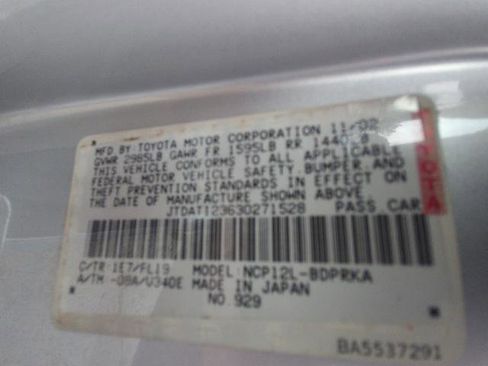 MFD BY: TOYOTA MOTOR CORPORATION 11/02
GVWR 2985LB GAWR FR 1595LB RR 1440LB
THIS VEHICLE CONFORMS TO ALL APPLICABLE
FEDERAL MOTOR VEHICLE SAFETY, BUMPER AND
THEFT PREVENTION STANDARDS IN EFFECT ON
THE DATE OF MANUFACTURE SHOWN ABOVE.
JTDAT123630271528 PASS CAR
C/TR: 1E7/FL19 MODEL: NCP12L-BDPRKA
A/TM: -08A/U340E MADE IN JAPAN
NO.929
BA5537291
TOYOTA